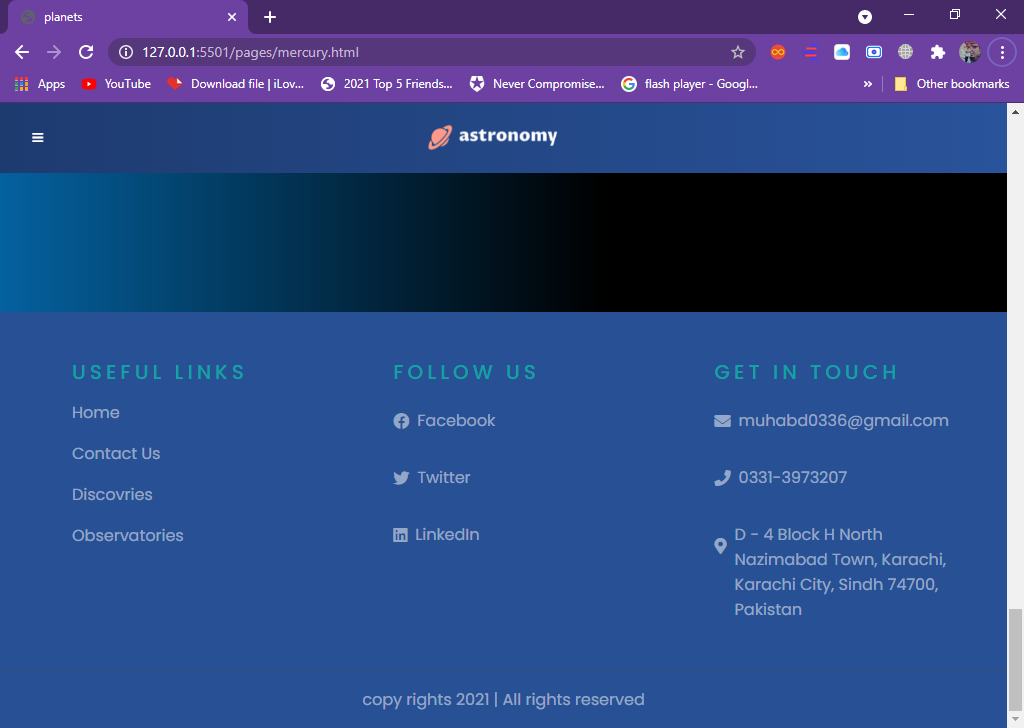 planets
127.0.0.1:5501/pages/mercury.html
Apps YouTube Download file | iLov... 2021 Top 5 Friends... Never Compromise... flash player - Googl... » Other bookmarks
astronomy
USEFUL LINKS
Home
Contact Us
Discovries
Observatories
FOLLOW US
Facebook
Twitter
LinkedIn
GET IN TOUCH
muhabd0336@gmail.com
0331-3973207
D - 4 Block H North
Nazimabad Town, Karachi,
Karachi City, Sindh 74700,
Pakistan
copy rights 2021 | All rights reserved